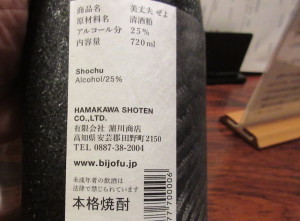 商品名　美丈夫 ぜよ
原材料名　清酒粕
アルコール分　25%
内容量　720ml
Shochu
Alcohol/25%
HAMAKAWA SHOTEN
CO.,LTD.
有限会社 濵川商店
高知県安芸郡田野町2150
TEL 0887-38-2004
www.bijofu.jp
未成年者の飲酒は
法律で禁じられています
本格焼酎
777700006